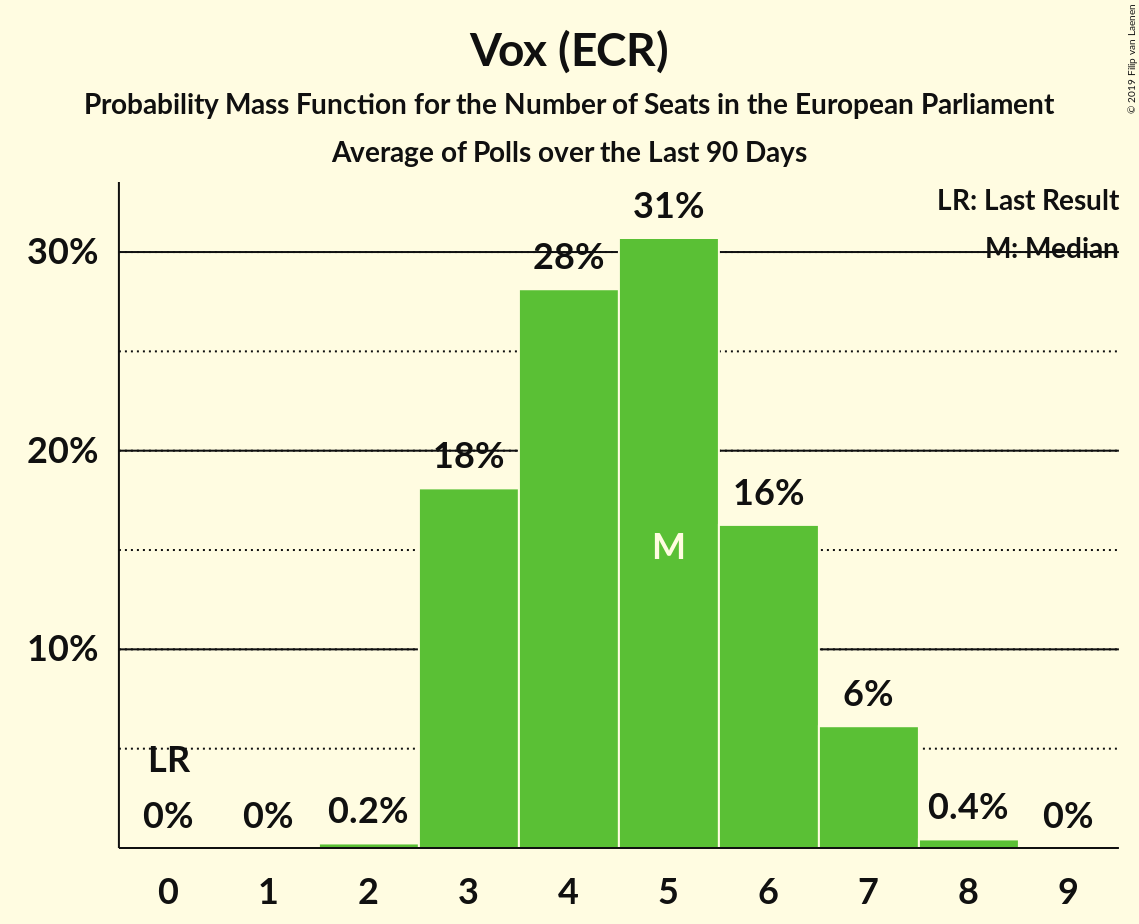 Vox (ECR)
Probability Mass Function for the Number of Seats in the European Parliament
Average of Polls over the Last 90 Days
© 2019 Filip van Laenen
LR: Last Result
M: Median
30%
20%
10%
LR
0%
0%
0.2%
18%
28%
31%
M
16%
6%
0.4%
0%
0 1 2 3 4 5 6 7 8 9